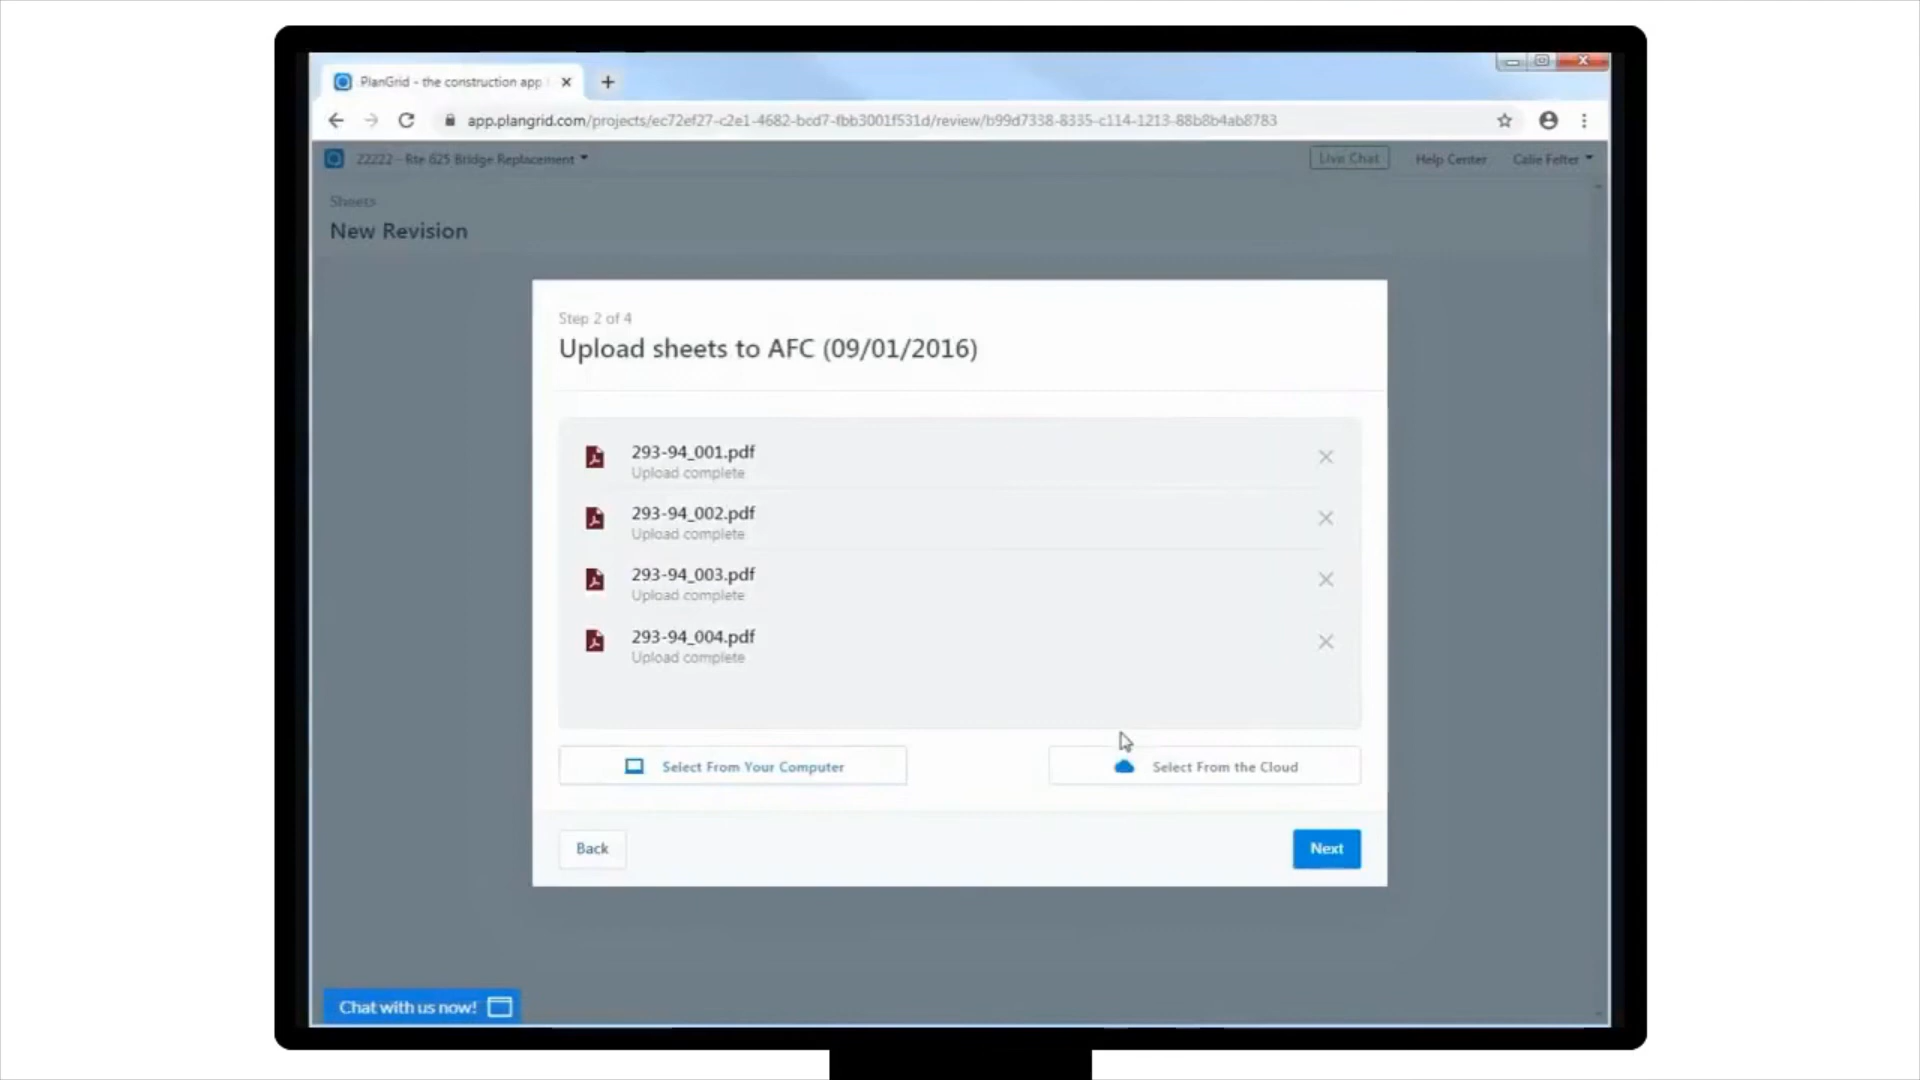 PlanGrid - the construction app
app.plangrid.com/projects/ec72ef27-c2e1-4682-bcd7-fbb3001f531d/review/b99d7338-8335-c114-1213-88b8b4ab8783
22222 - Rte 625 Bridge Replacement
Live Chat
Help Center
Calie Felter
Sheets
New Revision
Step 2 of 4
Upload sheets to AFC (09/01/2016)
293-94_001.pdf
Upload complete
293-94_002.pdf
Upload complete
293-94_003.pdf
Upload complete
293-94_004.pdf
Upload complete
Select From Your Computer
Select From the Cloud
Back
Next
Chat with us now!